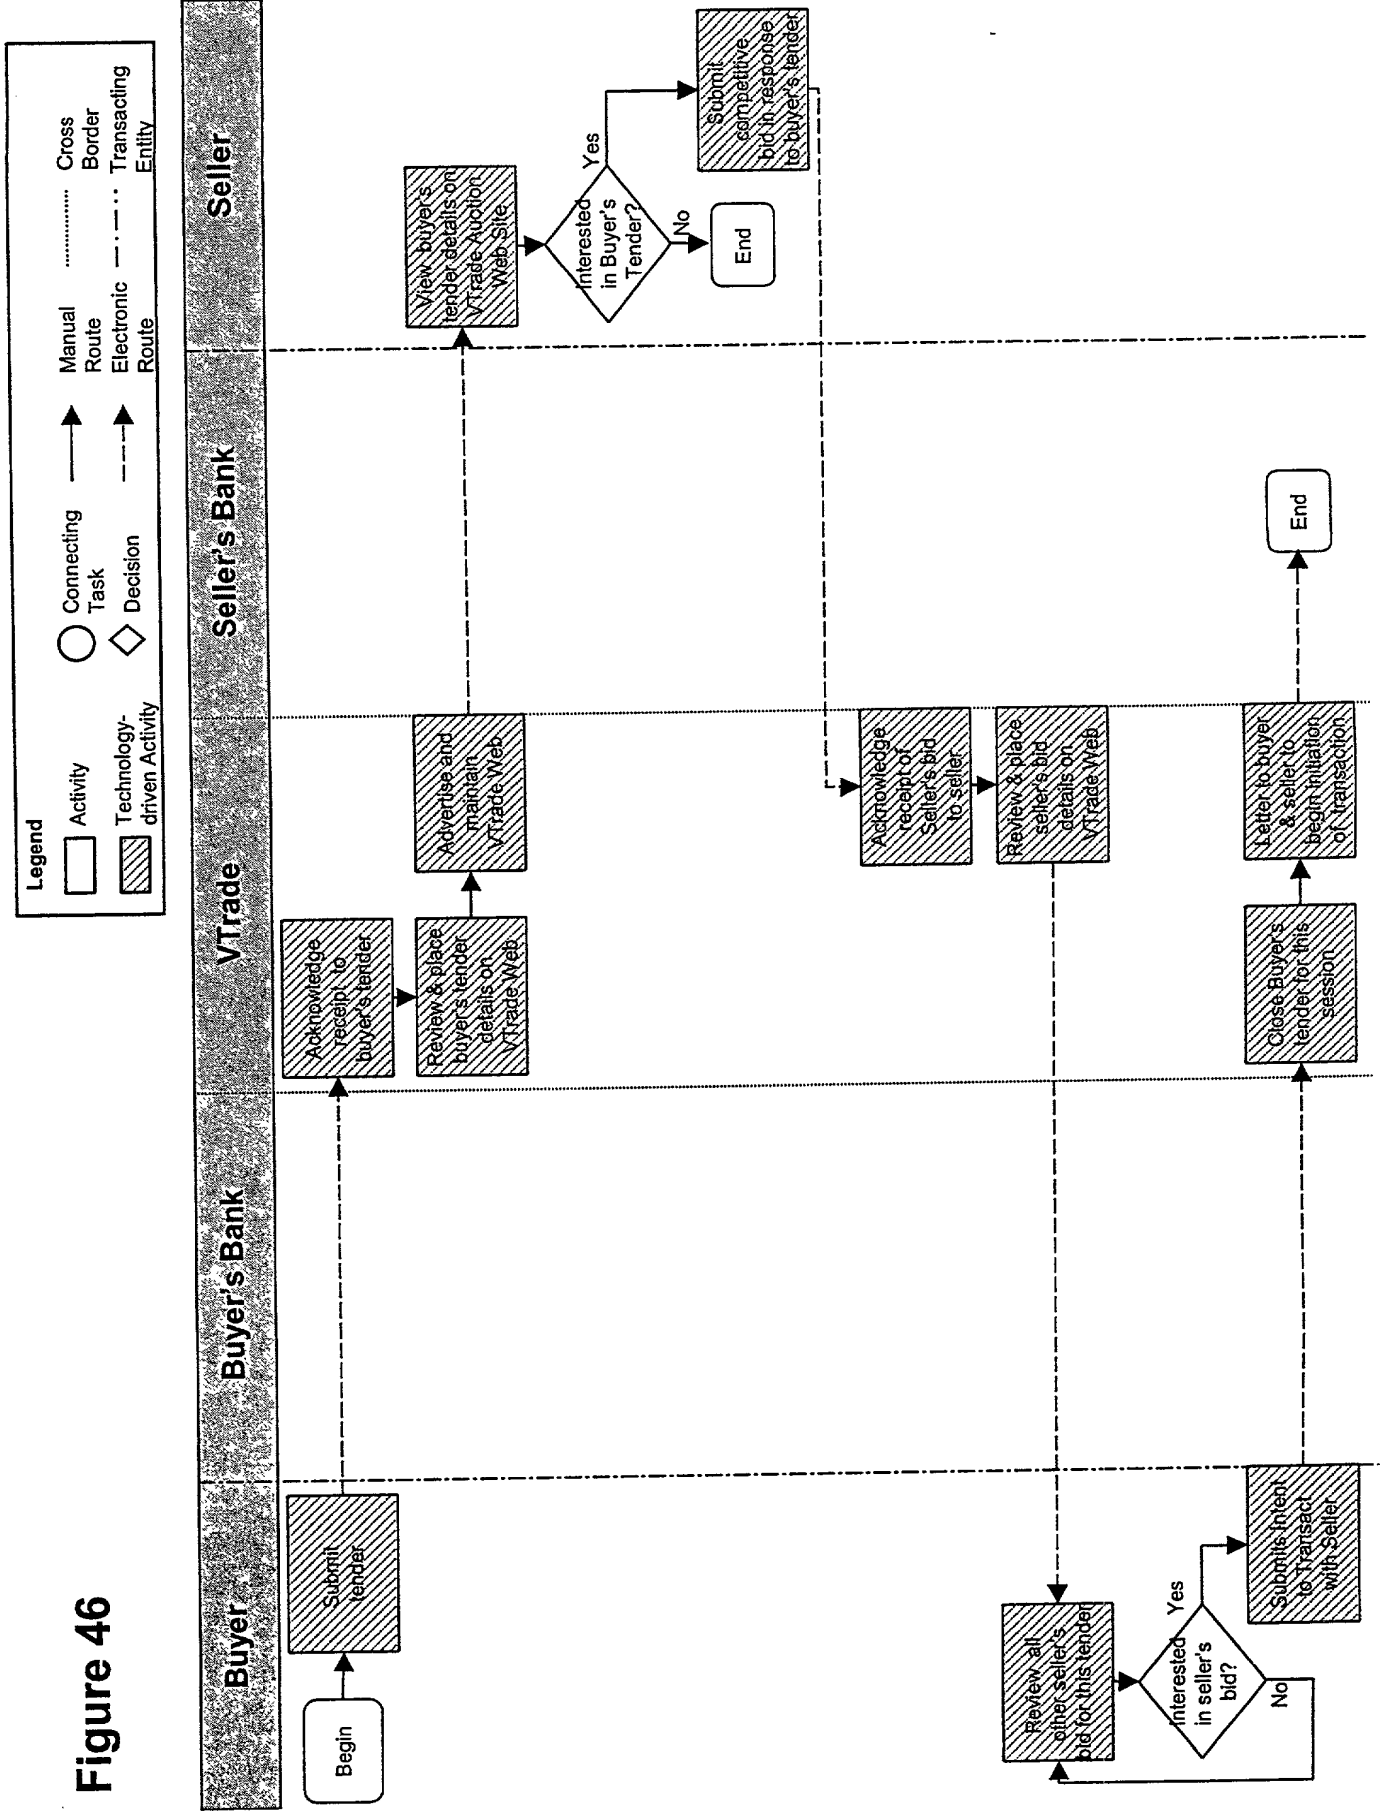 Figure 46
Legend
Activity
Technology-
driven Activity
Connecting
Task
Decision
Manual
Route
Electronic
Route
Cross
Border
Transacting
Entity
Buyer
Buyer's Bank
VTrade
Seller's Bank
Seller
Begin
Submit
tender
Acknowledge
receipt to
buyer's tender
Review & place
buyer's tender
details on
VTrade Web
Advertise and
maintain
VTrade Web
View buyer's
tender details on
VTrade Auction
Web Site
Interested
in Buyer's
Tender?
Yes
No
End
Submit
competitive
bid in response
to buyer's tender
Acknowledge
receipt of
Seller's bid
to seller
Review & place
seller's bid
details on
VTrade Web
Review all
other seller's
bid for this tender
Interested
in seller's
bid?
Yes
No
Submits Intent
to Transact
with Seller
Close Buyer's
tender for this
session
Letter to buyer
& seller to
begin initiation
of transaction
End